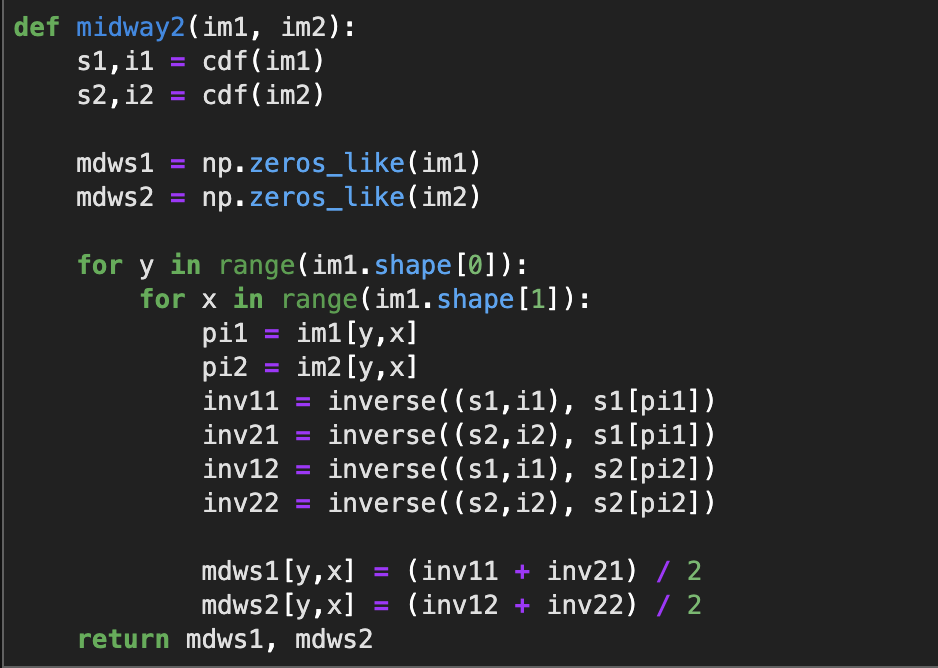 def midway2(im1, im2):
    s1,i1 = cdf(im1)
    s2,i2 = cdf(im2)

    mdws1 = np.zeros_like(im1)
    mdws2 = np.zeros_like(im2)

    for y in range(im1.shape[0]):
        for x in range(im1.shape[1]):
            pi1 = im1[y,x]
            pi2 = im2[y,x]
            inv11 = inverse((s1,i1), s1[pi1])
            inv21 = inverse((s2,i2), s1[pi1])
            inv12 = inverse((s1,i1), s2[pi2])
            inv22 = inverse((s2,i2), s2[pi2])

            mdws1[y,x] = (inv11 + inv21) / 2
            mdws2[y,x] = (inv12 + inv22) / 2
    return mdws1, mdws2